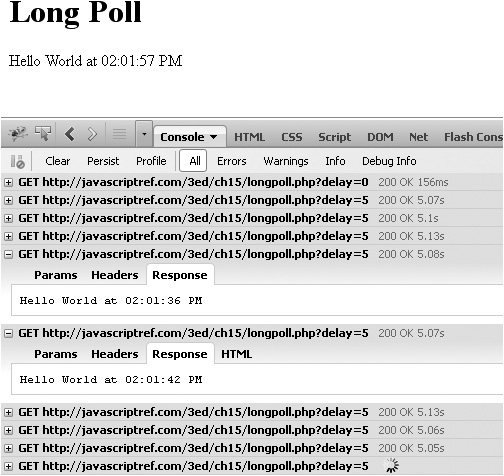 Long Poll
Hello World at 02:01:57 PM
Console HTML CSS Script DOM Net Flash Cons
Clear Persist Profile All Errors Warnings Info Debug Info
GET http://javascriptref.com/3ed/ch15/longpoll.php?delay=0 200 OK 156ms
GET http://javascriptref.com/3ed/ch15/longpoll.php?delay=5 200 OK 5.07s
GET http://javascriptref.com/3ed/ch15/longpoll.php?delay=5 200 OK 5.1s
GET http://javascriptref.com/3ed/ch15/longpoll.php?delay=5 200 OK 5.13s
GET http://javascriptref.com/3ed/ch15/longpoll.php?delay=5 200 OK 5.08s
Params Headers Response
Hello World at 02:01:36 PM
GET http://javascriptref.com/3ed/ch15/longpoll.php?delay=5 200 OK 5.07s
Params Headers Response HTML
Hello World at 02:01:42 PM
GET http://javascriptref.com/3ed/ch15/longpoll.php?delay=5 200 OK 5.13s
GET http://javascriptref.com/3ed/ch15/longpoll.php?delay=5 200 OK 5.06s
GET http://javascriptref.com/3ed/ch15/longpoll.php?delay=5 200 OK 5.05s
GET http://javascriptref.com/3ed/ch15/longpoll.php?delay=5